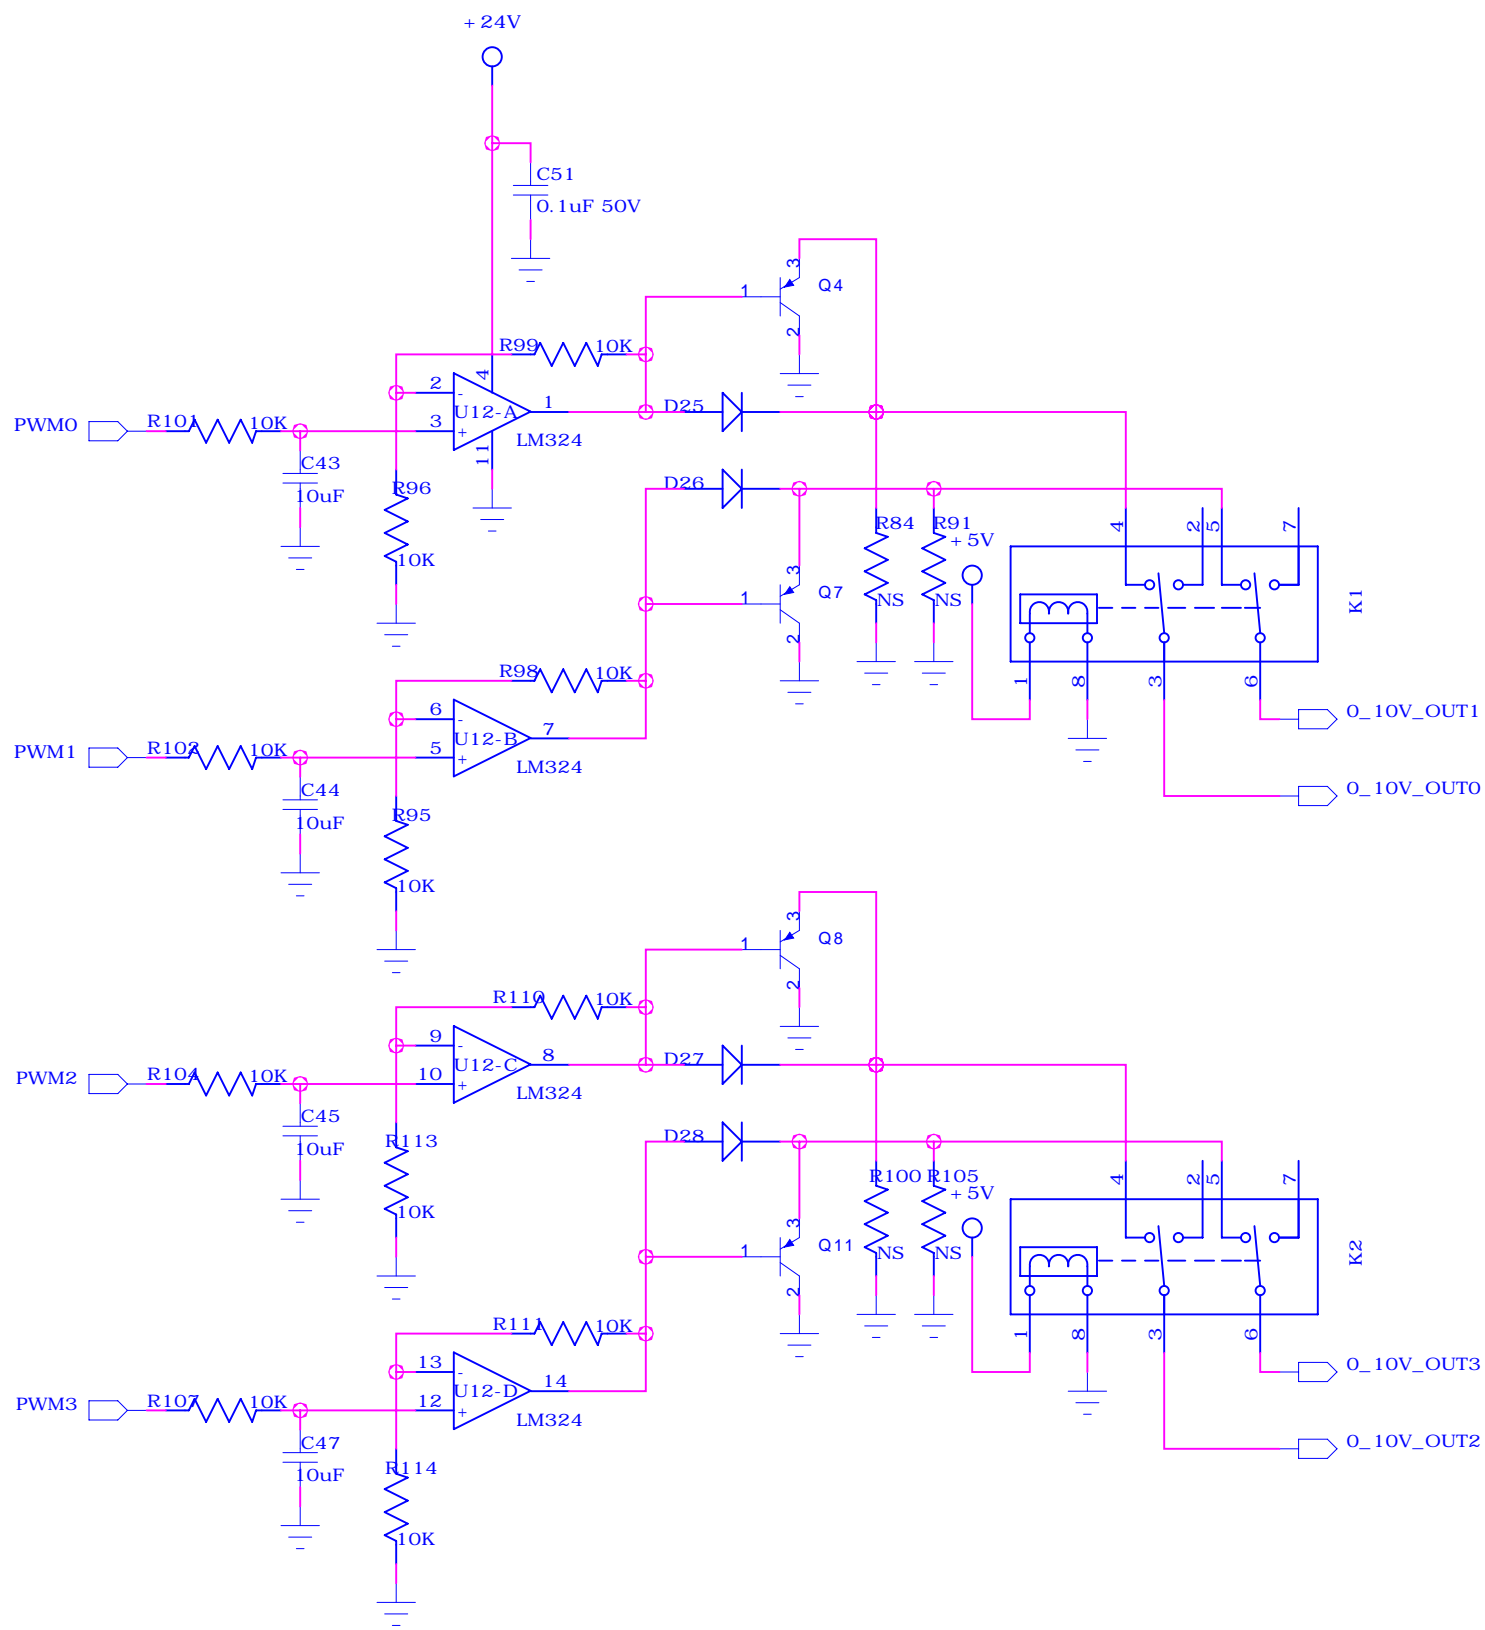 +24V
C51
0.1uF 50V
3
1
Q4
2
R99
10K
4
2
-
U12-A
1
D25
PWM0
R101
10K
3
+
LM324
11
C43
10uF
R96
10K
D26
R84
R91
+5V
4
2
5
7
3
1
Q7
2
NS
NS
K1
R98
10K
1
8
3
6
6
-
U12-B
7
0_10V_OUT1
PWM1
R102
10K
5
+
LM324
C44
10uF
0_10V_OUT0
R95
10K
3
1
Q8
2
R110
10K
9
-
U12-C
8
D27
PWM2
R104
10K
10
+
LM324
C45
10uF
R113
10K
D28
R100
R105
+5V
4
2
5
7
3
1
Q11
2
NS
NS
K2
R111
10K
1
8
3
6
13
-
U12-D
14
0_10V_OUT3
PWM3
R107
10K
12
+
LM324
C47
10uF
0_10V_OUT2
R114
10K